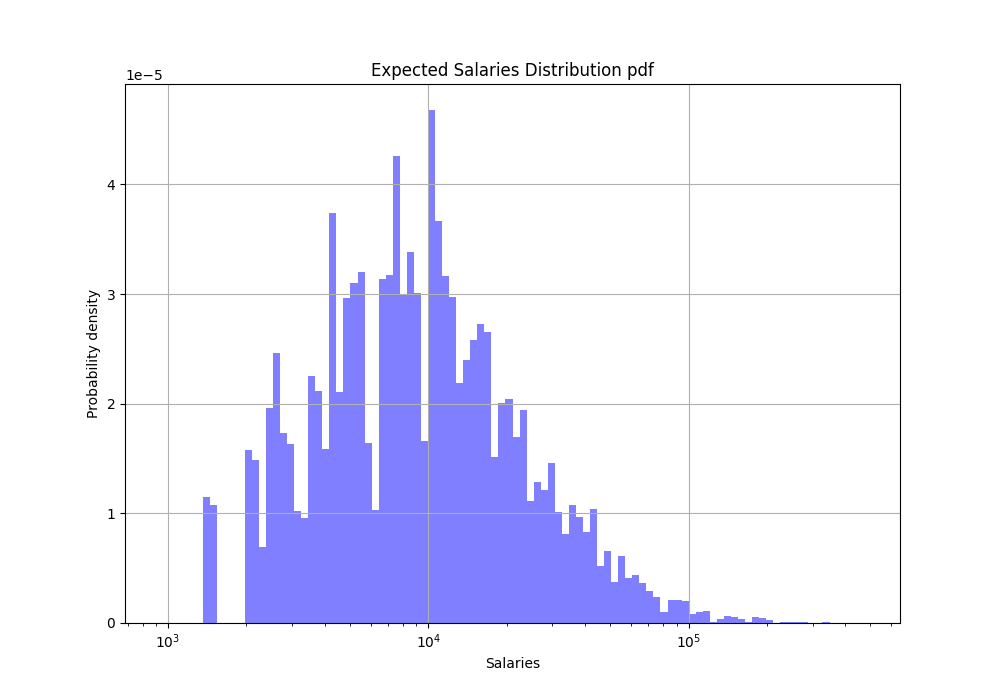 Expected Salaries Distribution pdf
1e−5
4
3
2
1
0
Probability density
10³
10⁴
10⁵
Salaries